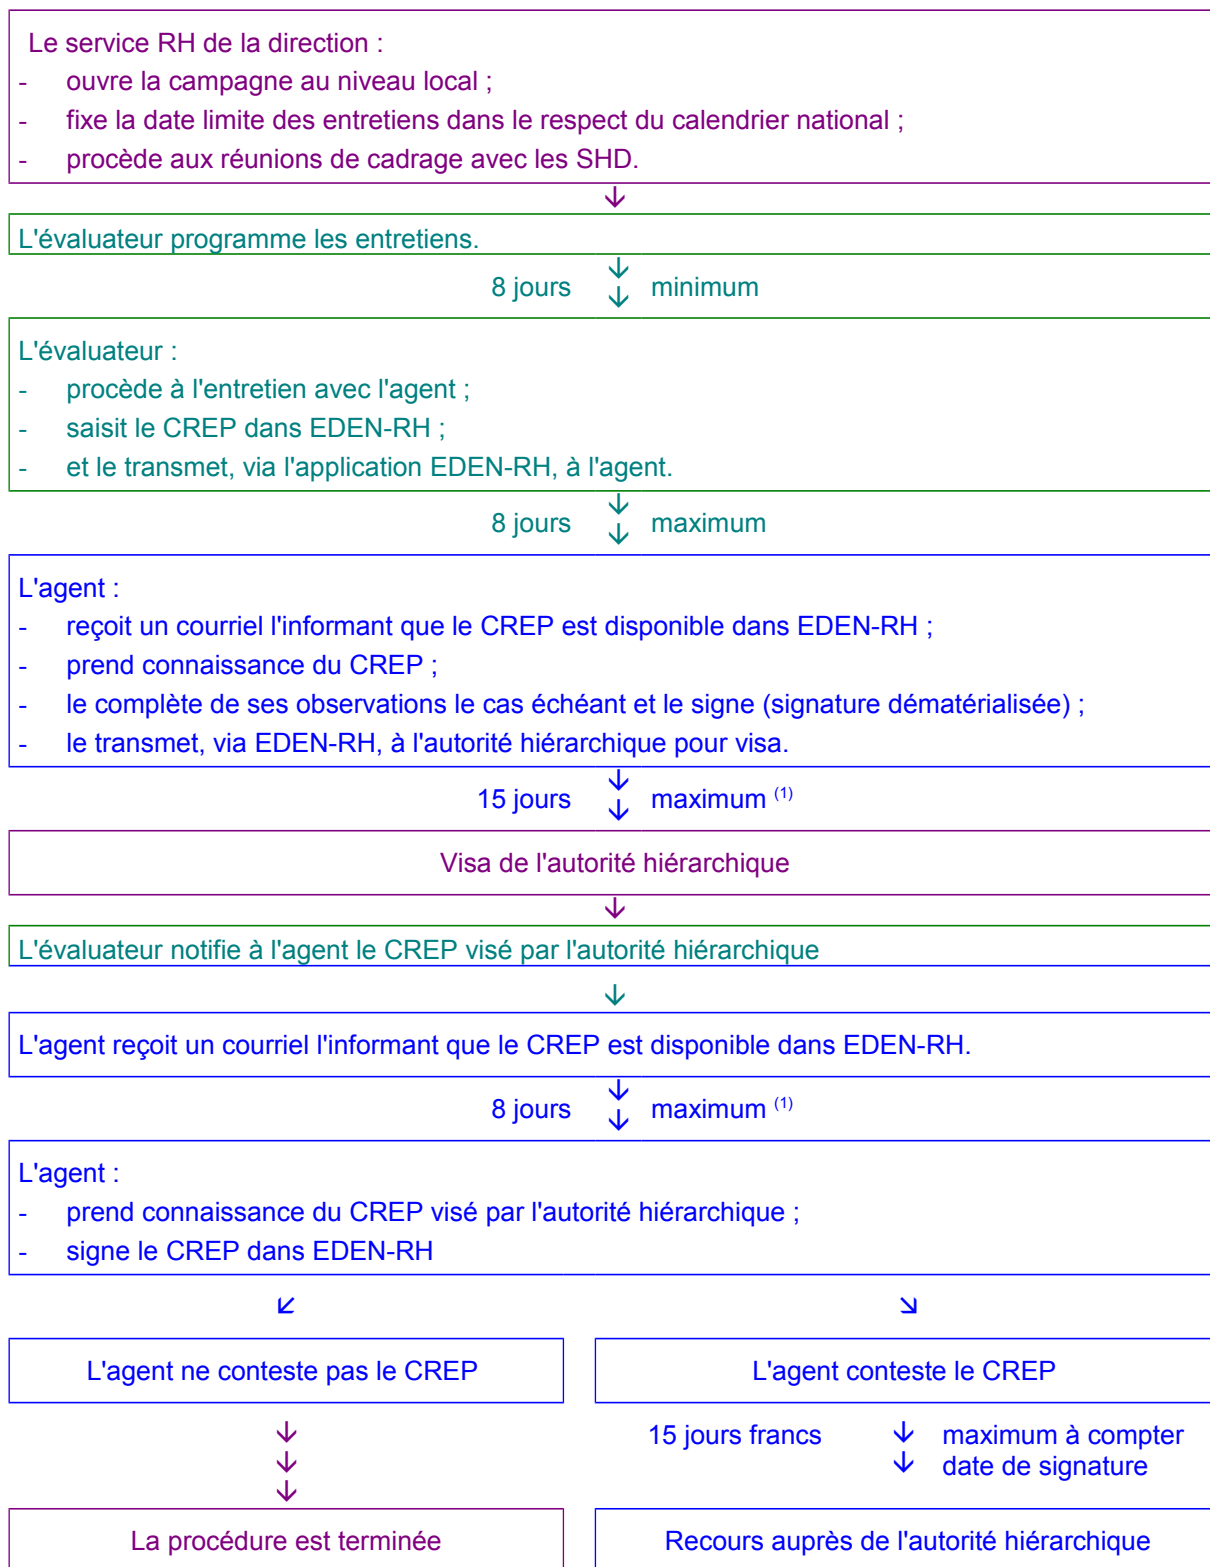 Le service RH de la direction :
- ouvre la campagne au niveau local ;
- fixe la date limite des entretiens dans le respect du calendrier national ;
- procède aux réunions de cadrage avec les SHD.
L'évaluateur programme les entretiens.
8 jours minimum
L'évaluateur :
- procède à l'entretien avec l'agent ;
- saisit le CREP dans EDEN-RH ;
- et le transmet, via l'application EDEN-RH, à l'agent.
8 jours maximum
L'agent :
- reçoit un courriel l'informant que le CREP est disponible dans EDEN-RH ;
- prend connaissance du CREP ;
- le complète de ses observations le cas échéant et le signe (signature dématérialisée) ;
- le transmet, via EDEN-RH, à l'autorité hiérarchique pour visa.
15 jours maximum (1)
Visa de l'autorité hiérarchique
L'évaluateur notifie à l'agent le CREP visé par l'autorité hiérarchique
L'agent reçoit un courriel l'informant que le CREP est disponible dans EDEN-RH.
8 jours maximum (1)
L'agent :
- prend connaissance du CREP visé par l'autorité hiérarchique ;
- signe le CREP dans EDEN-RH
L'agent ne conteste pas le CREP
L'agent conteste le CREP
15 jours francs maximum à compter
date de signature
La procédure est terminée
Recours auprès de l'autorité hiérarchique